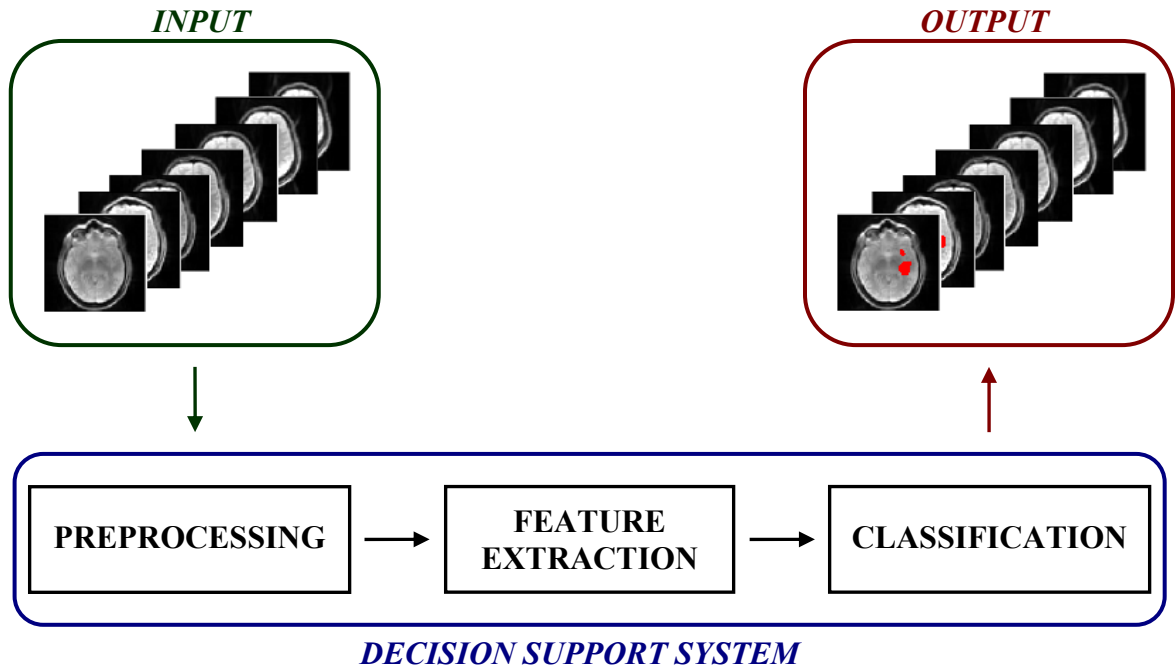 INPUT
OUTPUT
PREPROCESSING
FEATURE
EXTRACTION
CLASSIFICATION
DECISION SUPPORT SYSTEM